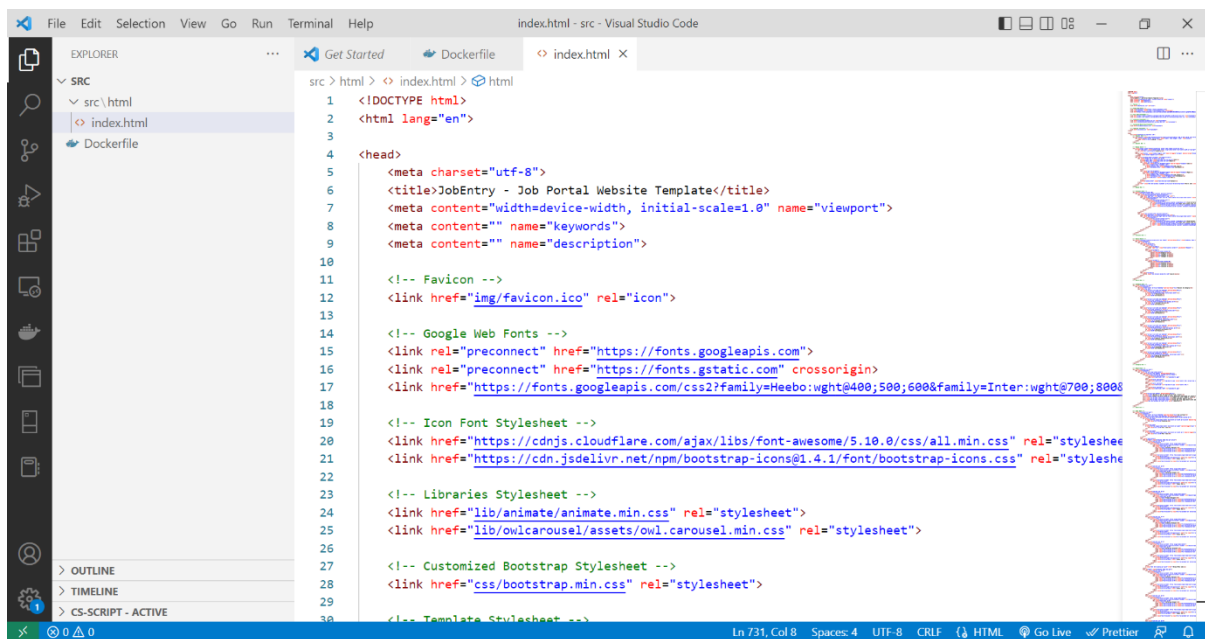 File Edit Selection View Go Run Terminal Help index.html - src - Visual Studio Code
EXPLORER
Get Started Dockerfile index.html
SRC
src\html
index.html
Dockerfile
src > html > index.html > html
1 <!DOCTYPE html>
2 <html lang="en">
3
4 <head>
5 <meta charset="utf-8">
6 <title>JobEntry - Job Portal Website Template</title>
7 <meta content="width=device-width, initial-scale=1.0" name="viewport">
8 <meta content="" name="keywords">
9 <meta content="" name="description">
10
11 <!-- Favicon -->
12 <link href="img/favicon.ico" rel="icon">
13
14 <!-- Google Web Fonts -->
15 <link rel="preconnect" href="https://fonts.googleapis.com">
16 <link rel="preconnect" href="https://fonts.gstatic.com" crossorigin>
17 <link href="https://fonts.googleapis.com/css2?family=Heebo:wght@400;500;600&family=Inter:wght@700;800&
18
19 <!-- Icon Font Stylesheet -->
20 <link href="https://cdnjs.cloudflare.com/ajax/libs/font-awesome/5.10.0/css/all.min.css" rel="styleshee
21 <link href="https://cdn.jsdelivr.net/npm/bootstrap-icons@1.4.1/font/bootstrap-icons.css" rel="styleshe
22
23 <!-- Libraries Stylesheet -->
24 <link href="lib/animate/animate.min.css" rel="stylesheet">
25 <link href="lib/owlcarousel/assets/owl.carousel.min.css" rel="stylesheet">
26
27 <!-- Customized Bootstrap Stylesheet -->
28 <link href="css/bootstrap.min.css" rel="stylesheet">
29
30 <!-- Template Stylesheet -->
OUTLINE
TIMELINE
CS-SCRIPT - ACTIVE
1
0 0 Ln 731, Col 8 Spaces: 4 UTF-8 CRLF HTML Go Live Prettier